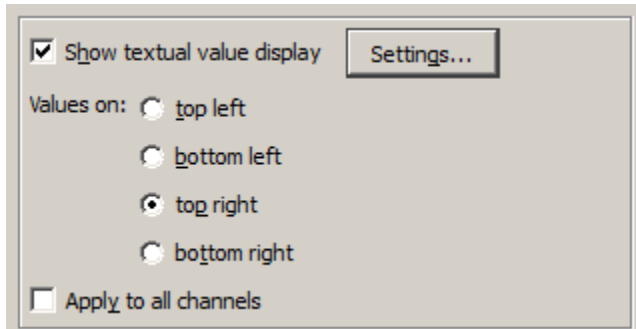 Show textual value display Settings...
Values on: top left
bottom left
top right
bottom right
Apply to all channels